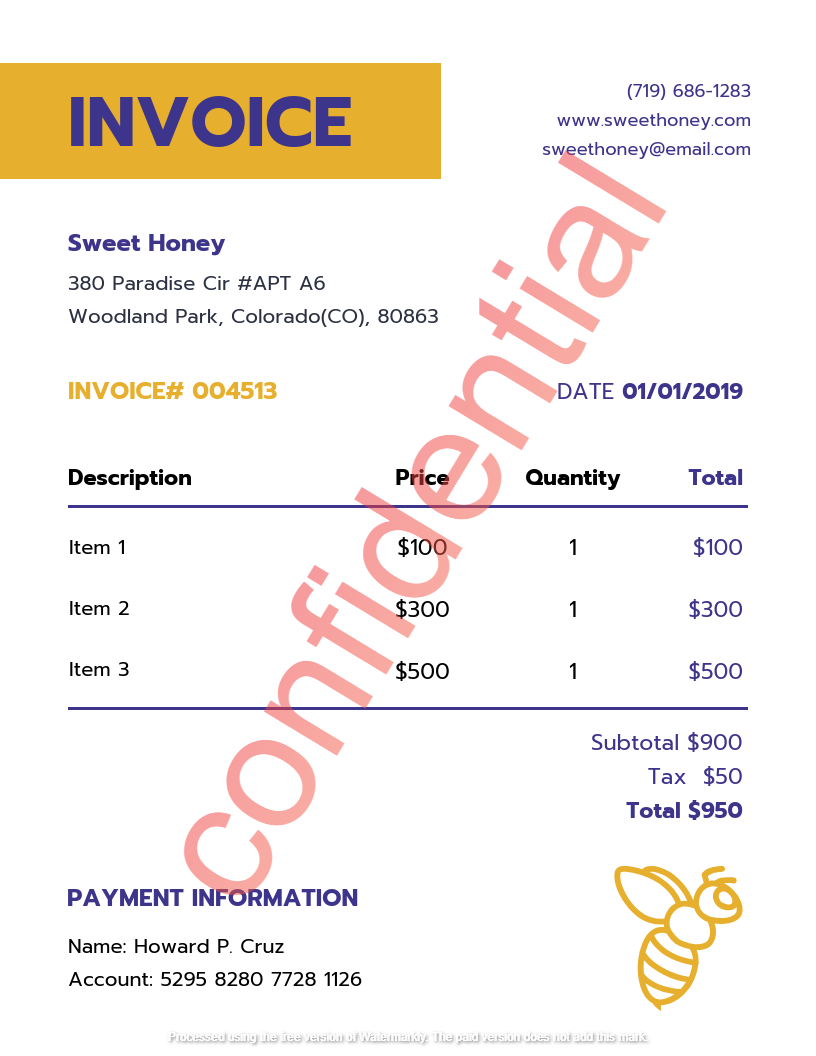 INVOICE
(719) 686-1283
www.sweethoney.com
sweethoney@email.com
Sweet Honey
380 Paradise Cir #APT A6
Woodland Park, Colorado(CO), 80863
INVOICE# 004513
DATE 01/01/2019
Description Price Quantity Total
Item 1 $100 1 $100
Item 2 $300 1 $300
Item 3 $500 1 $500
Subtotal $900
Tax $50
Total $950
confidential
PAYMENT INFORMATION
Name: Howard P. Cruz
Account: 5295 8280 7728 1126
Processed using the free version of Watermarkly. The paid version does not add this mark.